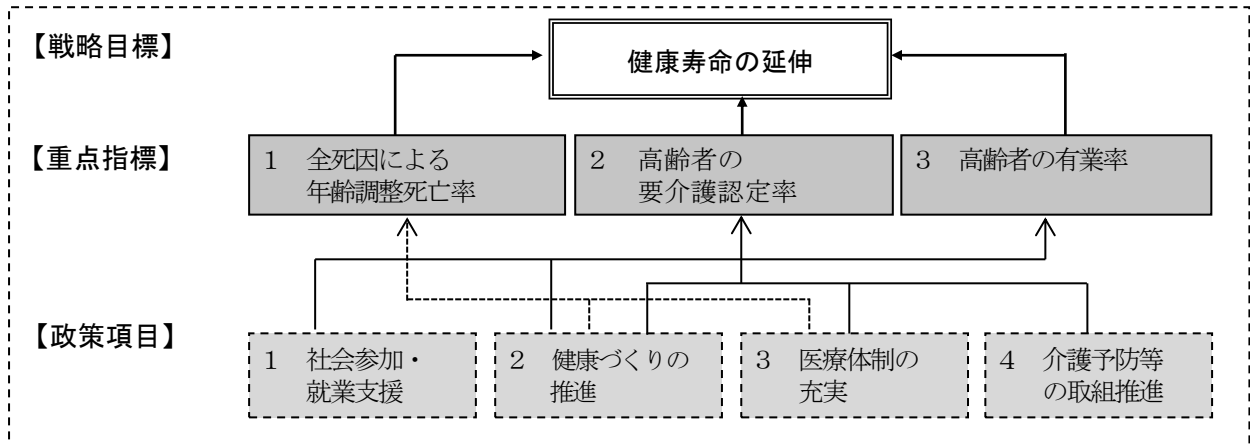 【戦略目標】
健康寿命の延伸
【重点指標】
１　全死因による
年齢調整死亡率
２　高齢者の
要介護認定率
３　高齢者の有業率
【政策項目】
１　社会参加・
就業支援
２　健康づくりの
推進
３　医療体制の
充実
４　介護予防等
の取組推進